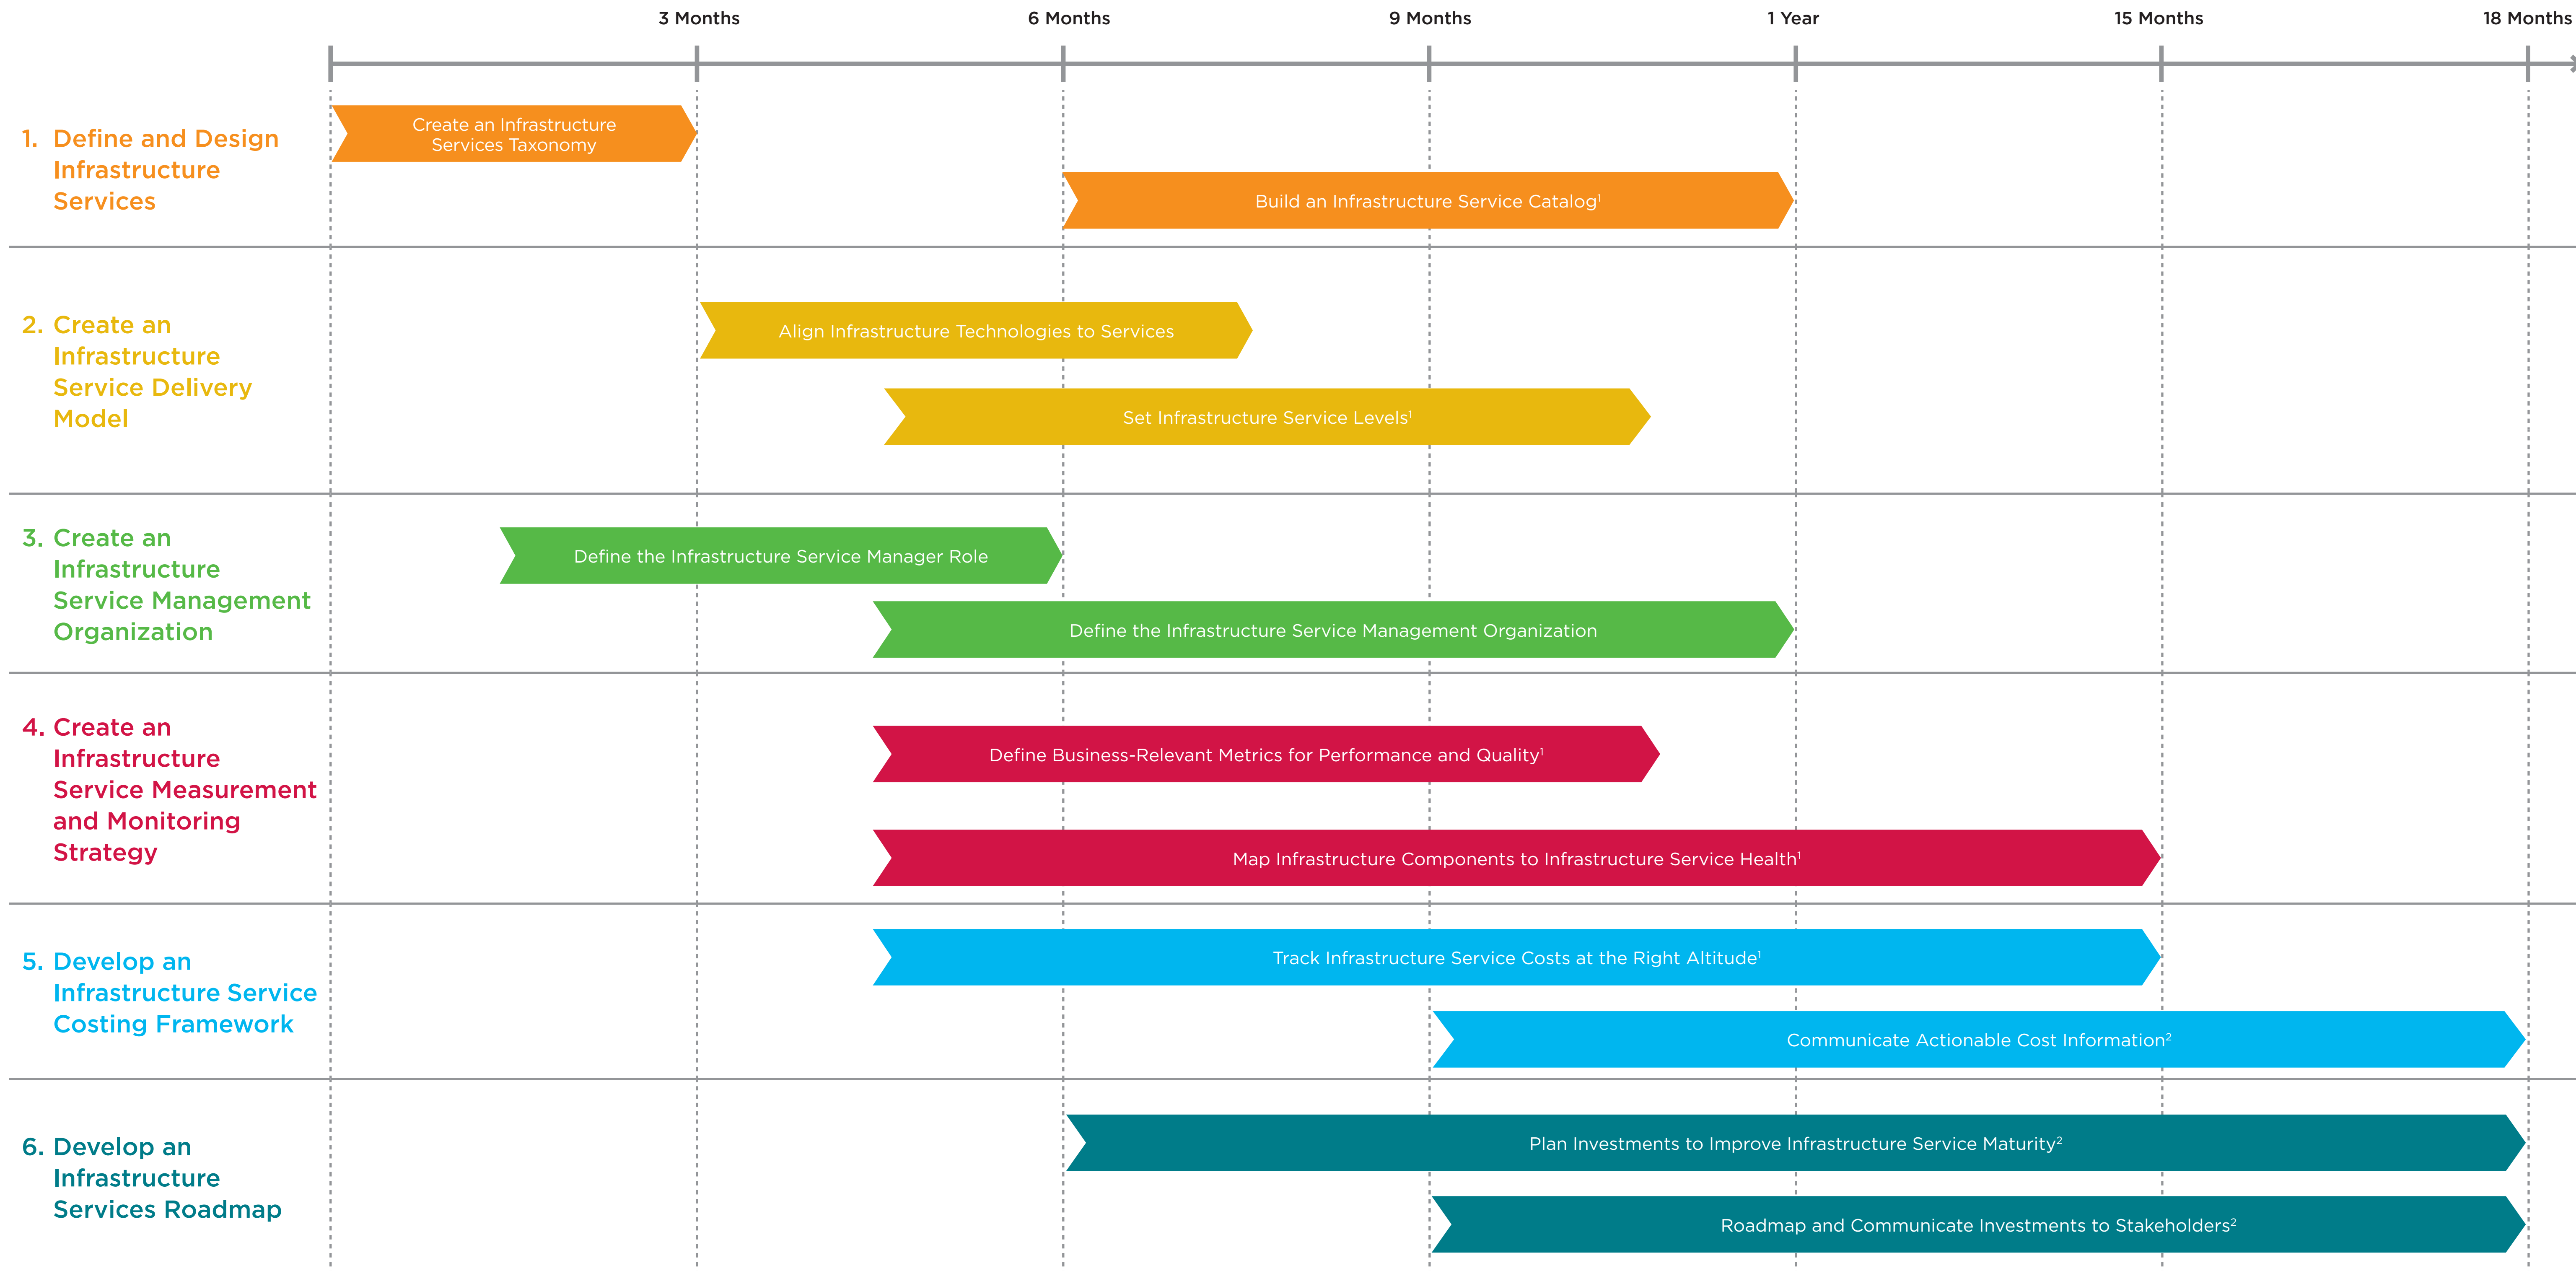 3 Months 6 Months 9 Months 1 Year 15 Months 18 Months
1. Define and Design
Infrastructure
Services
Create an Infrastructure
Services Taxonomy
Build an Infrastructure Service Catalog¹
2. Create an
Infrastructure
Service Delivery
Model
Align Infrastructure Technologies to Services
Set Infrastructure Service Levels¹
3. Create an
Infrastructure
Service Management
Organization
Define the Infrastructure Service Manager Role
Define the Infrastructure Service Management Organization
4. Create an
Infrastructure
Service Measurement
and Monitoring
Strategy
Define Business-Relevant Metrics for Performance and Quality¹
Map Infrastructure Components to Infrastructure Service Health¹
5. Develop an
Infrastructure Service
Costing Framework
Track Infrastructure Service Costs at the Right Altitude¹
Communicate Actionable Cost Information²
6. Develop an
Infrastructure
Services Roadmap
Plan Investments to Improve Infrastructure Service Maturity²
Roadmap and Communicate Investments to Stakeholders²